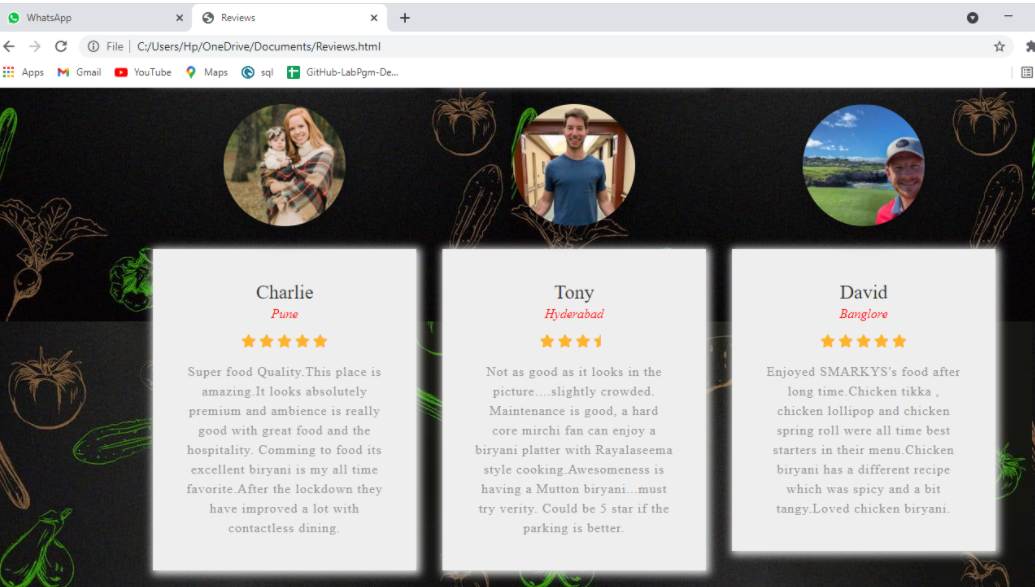 WhatsApp
Reviews
File
C:/Users/Hp/OneDrive/Documents/Reviews.html
Apps
Gmail
YouTube
Maps
sql
GitHub-LabPgm-De...
Charlie
Pune
Super food Quality.This place is
amazing.It looks absolutely
premium and ambience is really
good with great food and the
hospitality. Comming to food its
excellent biryani is my all time
favorite.After the lockdown they
have improved a lot with
contactless dining.
Tony
Hyderabad
Not as good as it looks in the
picture....slightly crowded.
Maintenance is good, a hard
core mirchi fan can enjoy a
biryani platter with Rayalaseema
style cooking.Awesomeness is
having a Mutton biryani...must
try verity. Could be 5 star if the
parking is better.
David
Banglore
Enjoyed SMARKYS's food after
long time.Chicken tikka ,
chicken lollipop and chicken
spring roll were all time best
starters in their menu.Chicken
biryani has a different recipe
which was spicy and a bit
tangy.Loved chicken biryani.